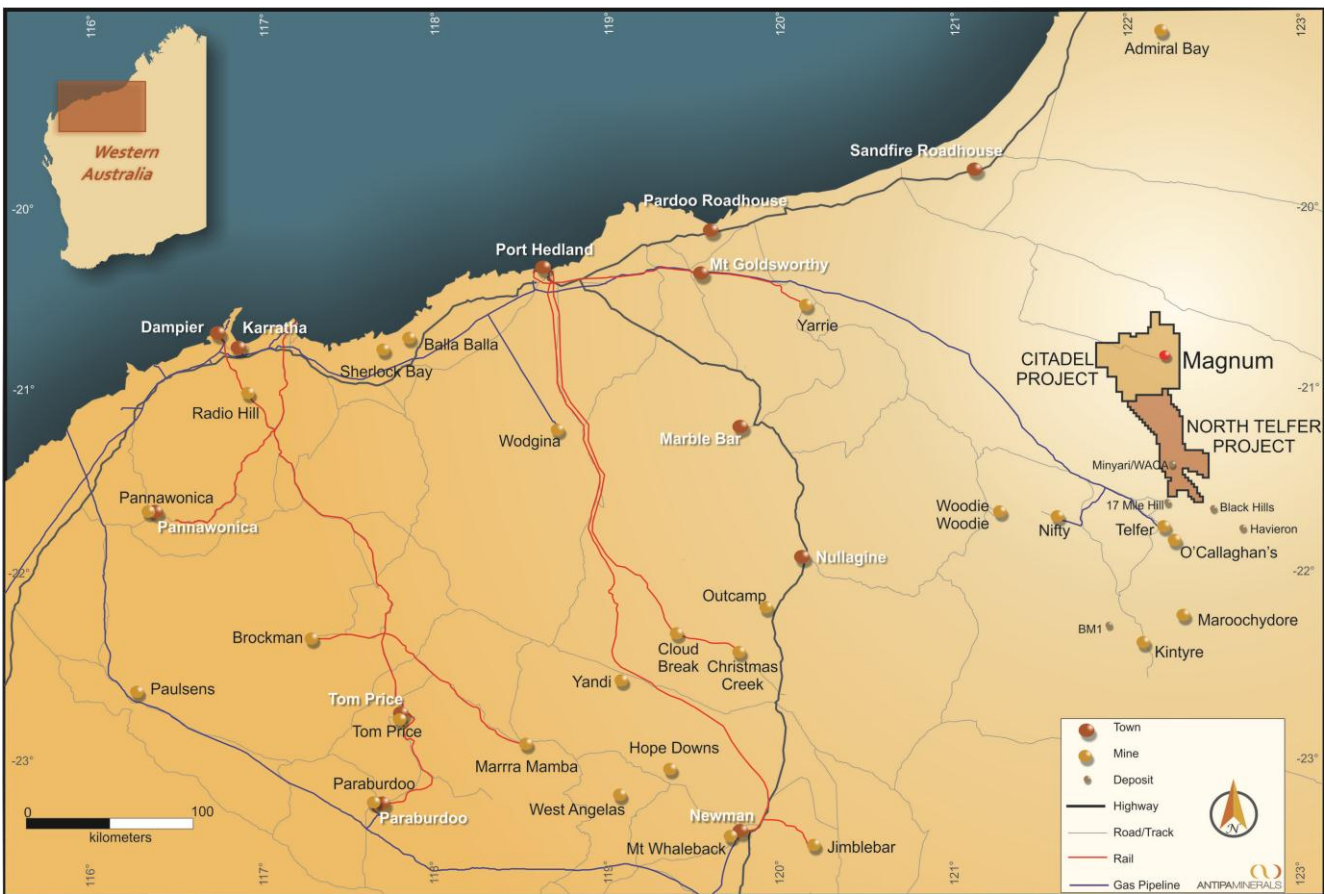 116°
117°
118°
119°
120°
121°
122°
123°
Admiral Bay
Western
Australia
Sandfire Roadhouse
-20°
-20°
Pardoo Roadhouse
Port Hedland
Mt Goldsworthy
Dampier
Karratha
Yarrie
Balla Balla
Sherlock Bay
CITADEL
PROJECT
Magnum
-21°
-21°
Radio Hill
Wodgina
Marble Bar
NORTH TELFER
PROJECT
Minyari/WACA
Pannawonica
Pannawonica
Woodie
Woodie
Nifty
17 Mile Hill
Black Hills
Telfer
Havieron
O'Callaghan's
Nullagine
-22°
-22°
Outcamp
Brockman
Cloud
Break
Christmas
Creek
BM1
Maroochydore
Kintyre
Paulsens
Yandi
Tom Price
Tom Price
Marrra Mamba
Hope Downs
-23°
-23°
Paraburdoo
Paraburdoo
West Angelas
Newman
Mt Whaleback
Jimblebar
0
100
kilometers
Town
Mine
Deposit
Highway
Road/Track
Rail
Gas Pipeline
N
ANTIPAMINERALS
116°
117°
118°
119°
120°
121°
122°
123°